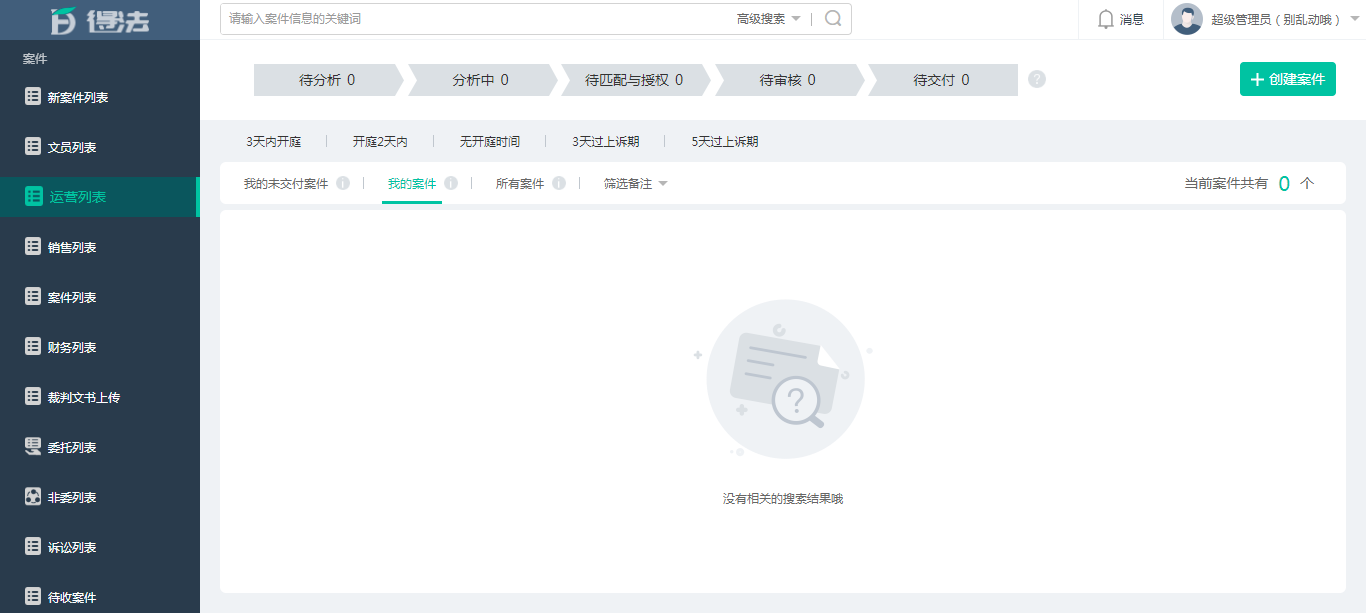 得法
请输入案件信息的关键词
高级搜索
消息
超级管理员（别乱动哦）
案件
新案件列表
文员列表
运营列表
销售列表
案件列表
财务列表
裁判文书上传
委托列表
非委列表
诉讼列表
待收案件
待分析 0
分析中 0
待匹配与授权 0
待审核 0
待交付 0
?
+ 创建案件
3天内开庭
开庭2天内
无开庭时间
3天过上诉期
5天过上诉期
我的未交付案件
我的案件
所有案件
筛选备注
当前案件共有 0 个
?
没有相关的搜索结果哦